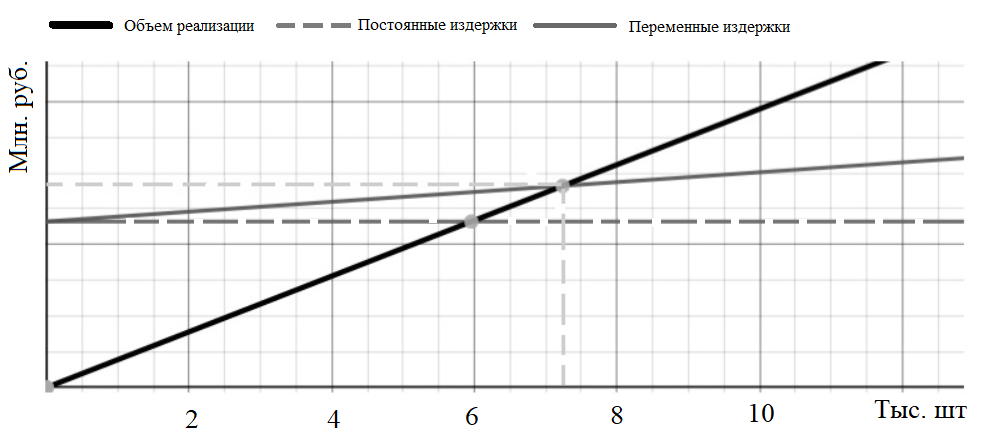 Объем реализации
Постоянные издержки
Переменные издержки
Млн. руб.
2
4
6
8
10
Тыс. шт